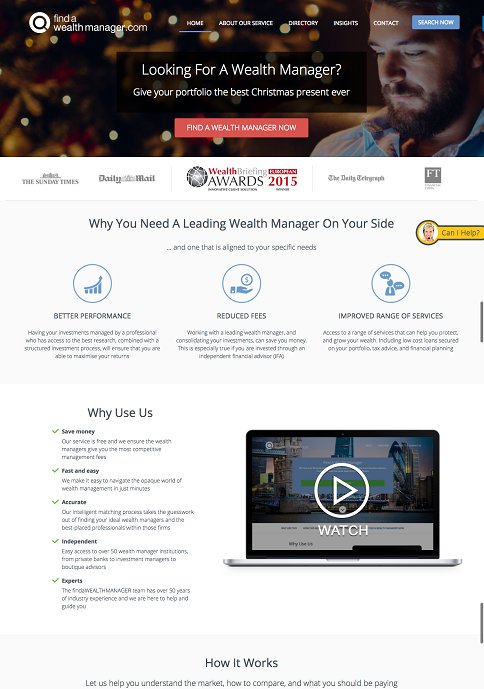 find a
wealthmanager.com
HOME ABOUT OUR SERVICE DIRECTORY INSIGHTS CONTACT SEARCH NOW
Looking For A Wealth Manager?
Give your portfolio the best Christmas present ever
FIND A WEALTH MANAGER NOW
THE SUNDAY TIMES
Daily Mail
WealthBriefing EUROPEAN
AWARDS 2015
INNOVATIVE CLIENT SOLUTION WINNER
The Daily Telegraph
FT
FINANCIAL
TIMES
Why You Need A Leading Wealth Manager On Your Side
... and one that is aligned to your specific needs
Can I Help?
BETTER PERFORMANCE
Having your investments managed by a professional
who has access to the best research, combined with a
structured investment process, will ensure that you are
able to maximise your returns
REDUCED FEES
Working with a leading wealth manager, and
consolidating your investments, can save you money.
This is especially true if you are invested through an
independent financial advisor (IFA)
IMPROVED RANGE OF SERVICES
Access to a range of services that can help you protect,
and grow your wealth. Including low cost loans secured
on your portfolio, tax advice, and financial planning
Why Use Us
Save money
Our service is free and we ensure the wealth
managers give you the most competitive
management fees
Fast and easy
We make it easy to navigate the opaque world of
wealth management in just minutes
Accurate
Our intelligent matching process takes the guesswork
out of finding your ideal wealth managers and the
best-placed professionals within those firms
Independent
Easy access to over 50 wealth manager institutions,
from private banks to investment managers to
boutique advisors
Experts
The findaWEALTHMANAGER team has over 50 years
of industry experience and we are here to help and
guide you
WATCH
Why Use Us
How It Works
Let us help you understand the market, how to compare, and what you should be paying